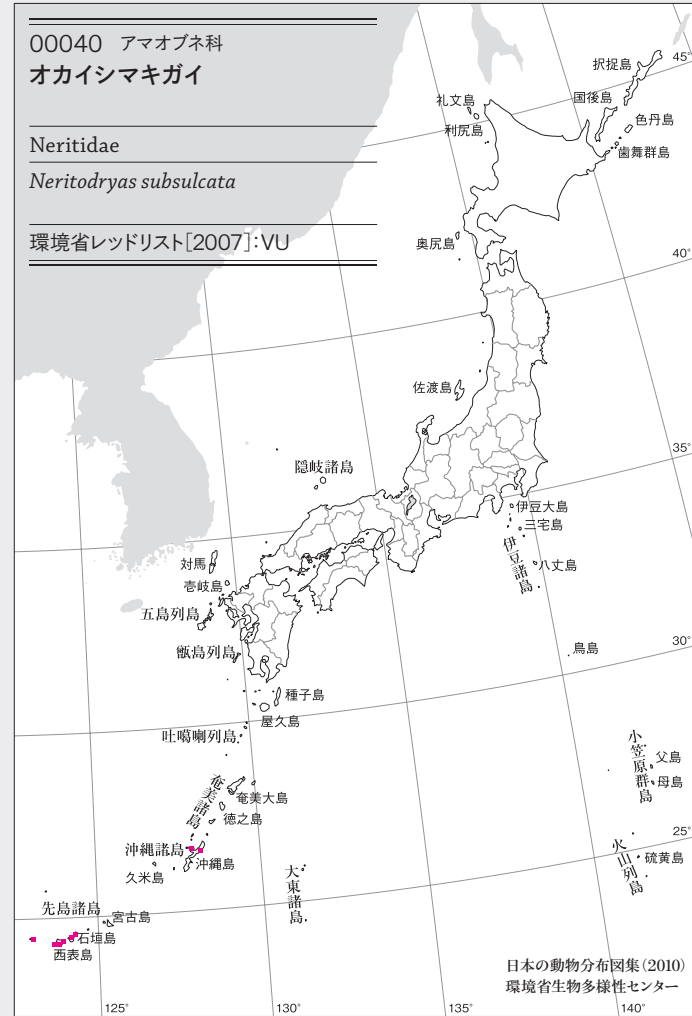 00040 アマオブネ科
オカイシマキガイ
Neritidae
Neritodryas subsulcata
環境省レッドリスト[2007]:VU
択捉島
45°
国後島
礼文島
色丹島
利尻島
歯舞群島
奥尻島
40°
佐渡島
35°
隠岐諸島
伊豆大島
三宅島
伊豆諸島
八丈島
対馬
壱岐島
五島列島
甑島列島
鳥島
30°
種子島
屋久島
吐噶喇列島
小笠原群島
父島
母島
奄美諸島
奄美大島
徳之島
25°
沖縄諸島
沖縄島
火山列島
硫黄島
久米島
大東諸島
先島諸島
宮古島
石垣島
西表島
日本の動物分布図集(2010)
環境省生物多様性センター
125°
130°
135°
140°